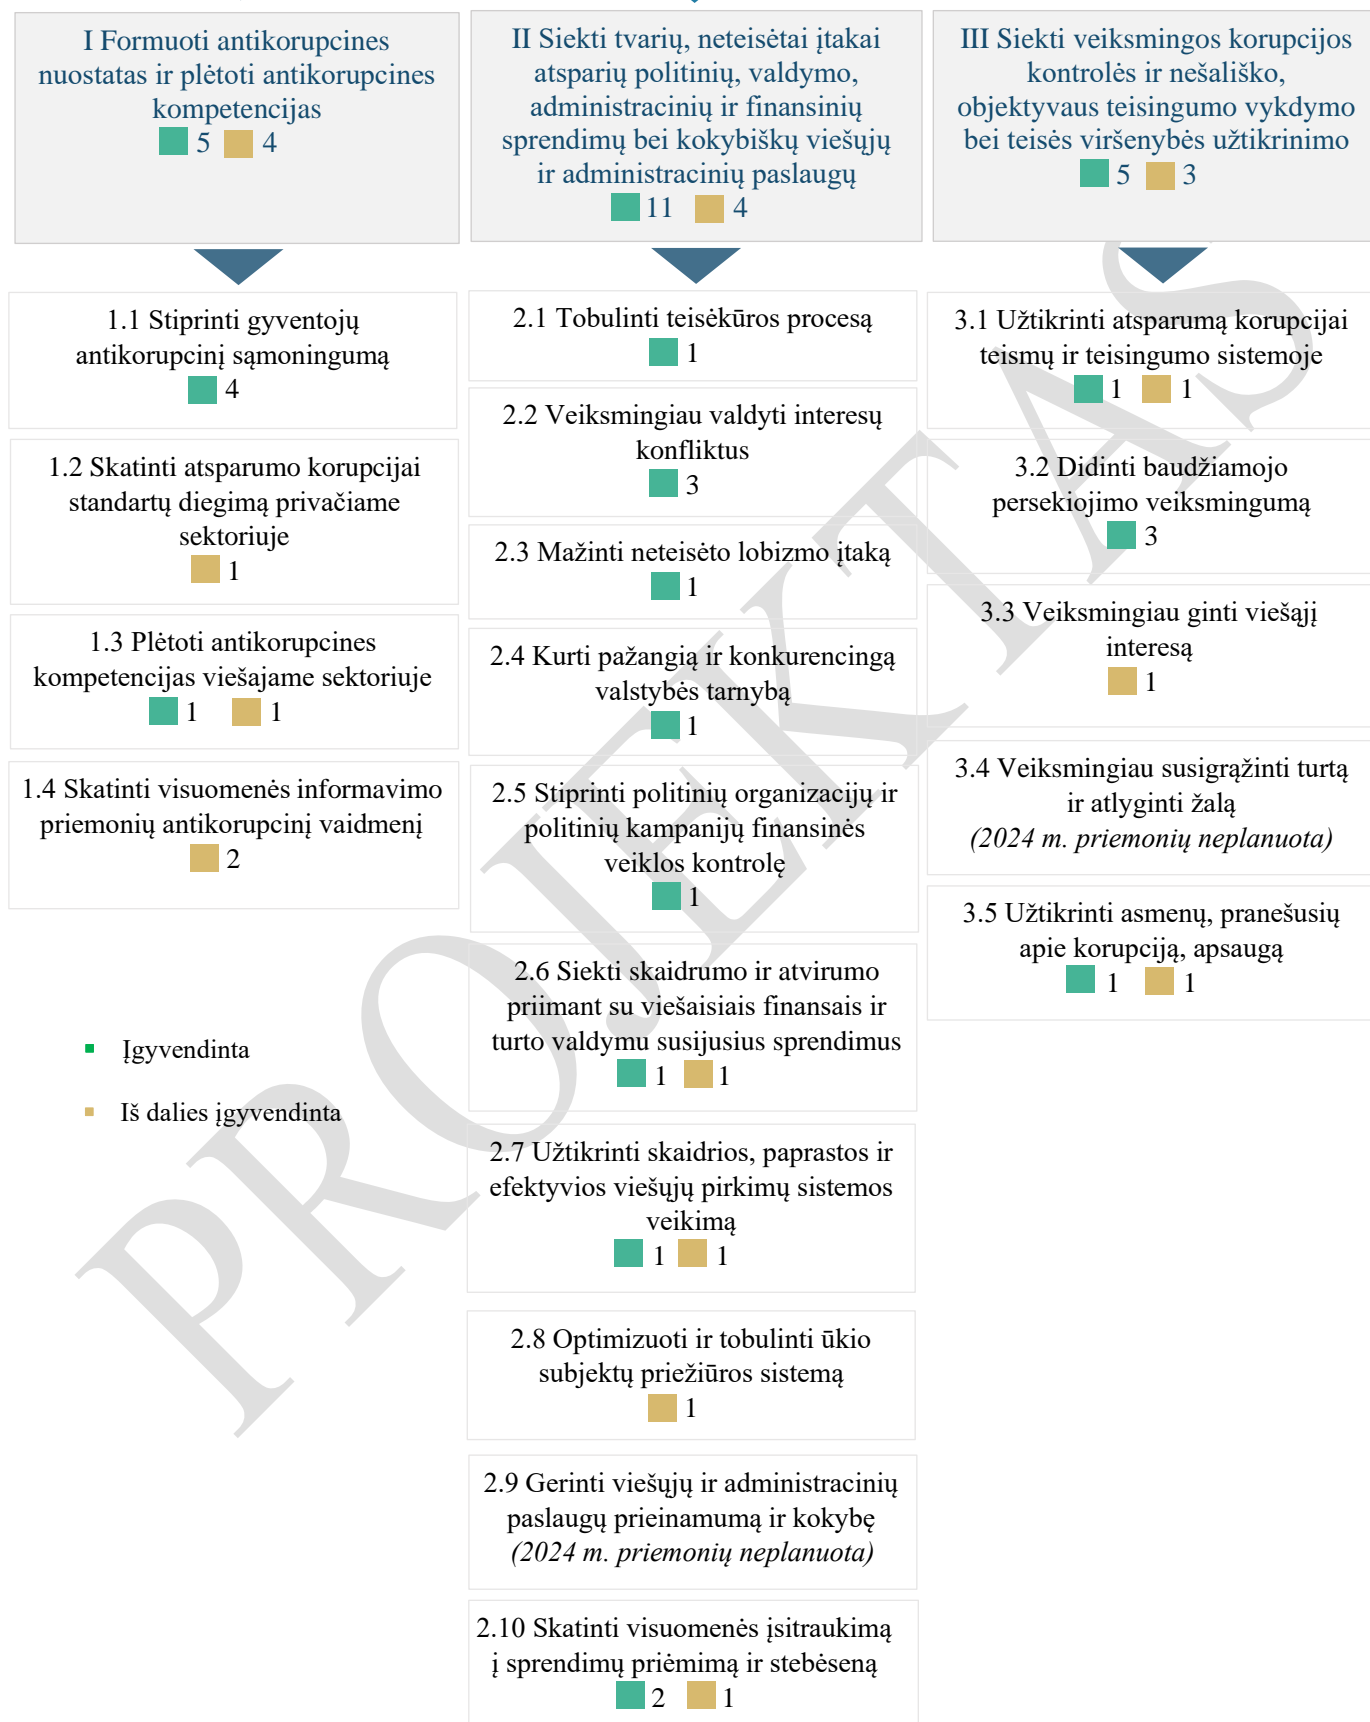 I Formuoti antikorupcines
nuostatas ir plėtoti antikorupcines
kompetencijas
5 4
II Siekti tvarių, neteisėtai įtakai
atsparių politinių, valdymo,
administracinių ir finansinių
sprendimų bei kokybiškų viešųjų
ir administracinių paslaugų
11 4
III Siekti veiksmingos korupcijos
kontrolės ir nešališko,
objektyvaus teisingumo vykdymo
bei teisės viršenybės užtikrinimo
5 3
1.1 Stiprinti gyventojų
antikorupcinį sąmoningumą
4
1.2 Skatinti atsparumo korupcijai
standartų diegimą privačiame
sektoriuje
1
1.3 Plėtoti antikorupcines
kompetencijas viešajame sektoriuje
1 1
1.4 Skatinti visuomenės informavimo
priemonių antikorupcinį vaidmenį
2
Įgyvendinta
Iš dalies įgyvendinta
2.1 Tobulinti teisėkūros procesą
1
2.2 Veiksmingiau valdyti interesų
konfliktus
3
2.3 Mažinti neteisėto lobizmo įtaką
1
2.4 Kurti pažangią ir konkurencingą
valstybės tarnybą
1
2.5 Stiprinti politinių organizacijų ir
politinių kampanijų finansinės
veiklos kontrolę
1
2.6 Siekti skaidrumo ir atvirumo
priimant su viešaisiais finansais ir
turto valdymu susijusius sprendimus
1 1
2.7 Užtikrinti skaidrios, paprastos ir
efektyvios viešųjų pirkimų sistemos
veikimą
1 1
2.8 Optimizuoti ir tobulinti ūkio
subjektų priežiūros sistemą
1
2.9 Gerinti viešųjų ir administracinių
paslaugų prieinamumą ir kokybę
(2024 m. priemonių neplanuota)
2.10 Skatinti visuomenės įsitraukimą
į sprendimų priėmimą ir stebėseną
2 1
3.1 Užtikrinti atsparumą korupcijai
teismų ir teisingumo sistemoje
1 1
3.2 Didinti baudžiamojo
persekiojimo veiksmingumą
3
3.3 Veiksmingiau ginti viešąjį
interesą
1
3.4 Veiksmingiau susigrąžinti turtą
ir atlyginti žalą
(2024 m. priemonių neplanuota)
3.5 Užtikrinti asmenų, pranešusių
apie korupciją, apsaugą
1 1
PROJEKTAS